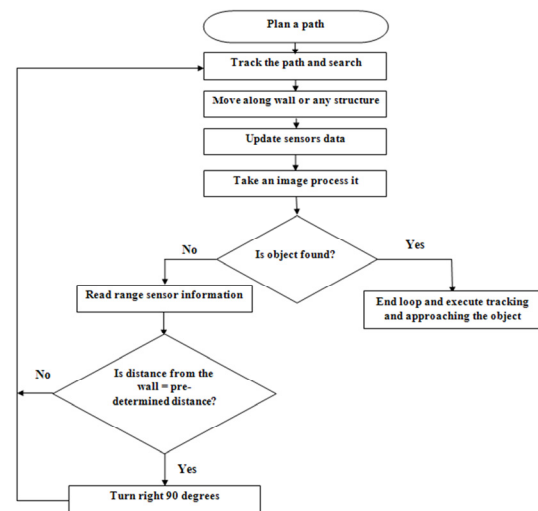 Plan a path
Track the path and search
Move along wall or any structure
Update sensors data
Take an image process it
Is object found?
No
Yes
Read range sensor information
End loop and execute tracking
and approaching the object
Is distance from the
wall = pre-
determined distance?
No
Yes
Turn right 90 degrees